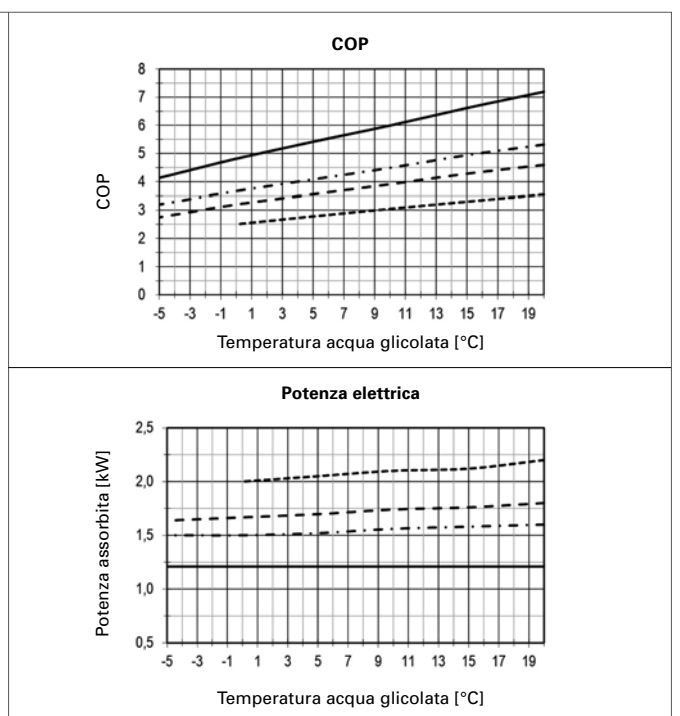 COP
8
7
6
5
4
3
2
1
0
COP
-5 -3 -1 1 3 5 7 9 11 13 15 17 19
Temperatura acqua glicolata [°C]
Potenza elettrica
2,5
2,0
1,5
1,0
0,5
Potenza assorbita [kW]
-5 -3 -1 1 3 5 7 9 11 13 15 17 19
Temperatura acqua glicolata [°C]